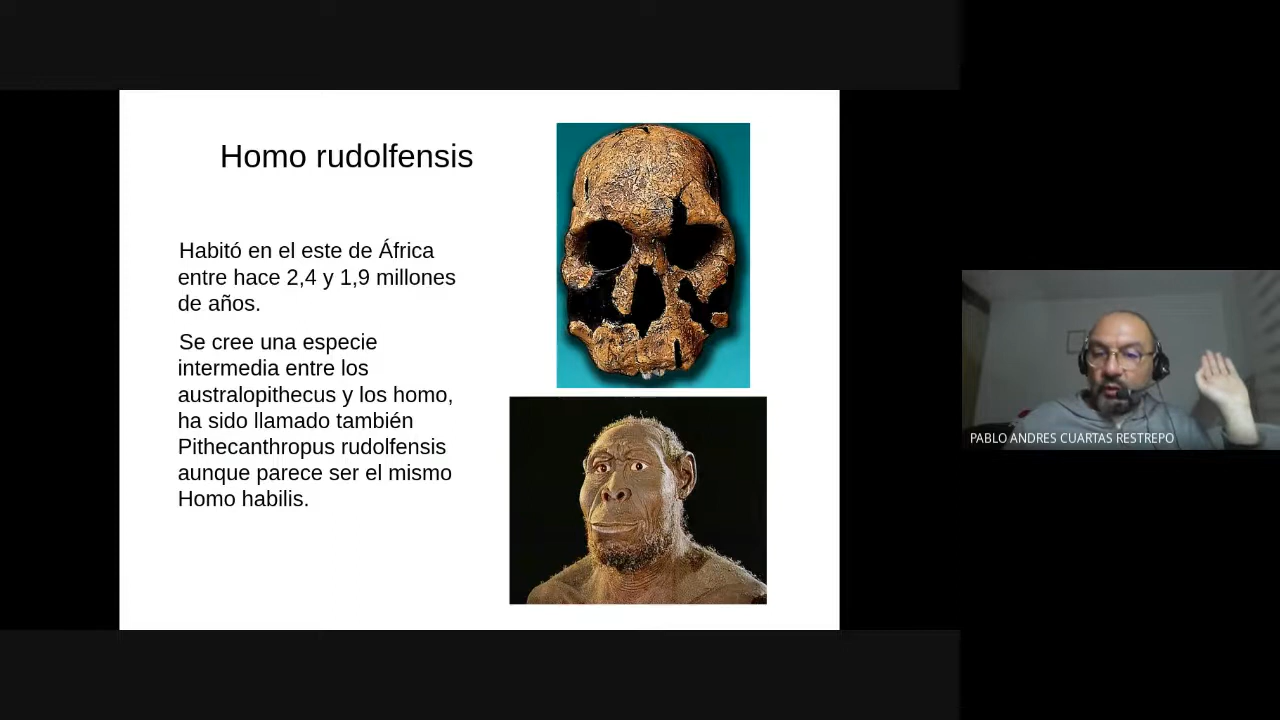 Homo rudolfensis
Habitó en el este de África
entre hace 2,4 y 1,9 millones
de años.
Se cree una especie
intermedia entre los
australopithecus y los homo,
ha sido llamado también
Pithecanthropus rudolfensis
aunque parece ser el mismo
Homo habilis.
PABLO ANDRES CUARTAS RESTREPO